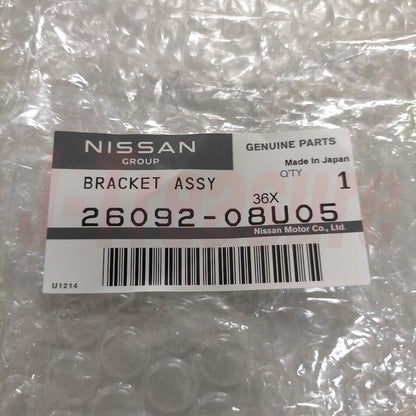 NISSAN
GROUP
GENUINE PARTS
Made in Japan
Q'TY
1
BRACKET ASSY
36X
26092-08U05
Nissan Motor Co., Ltd.
U1214